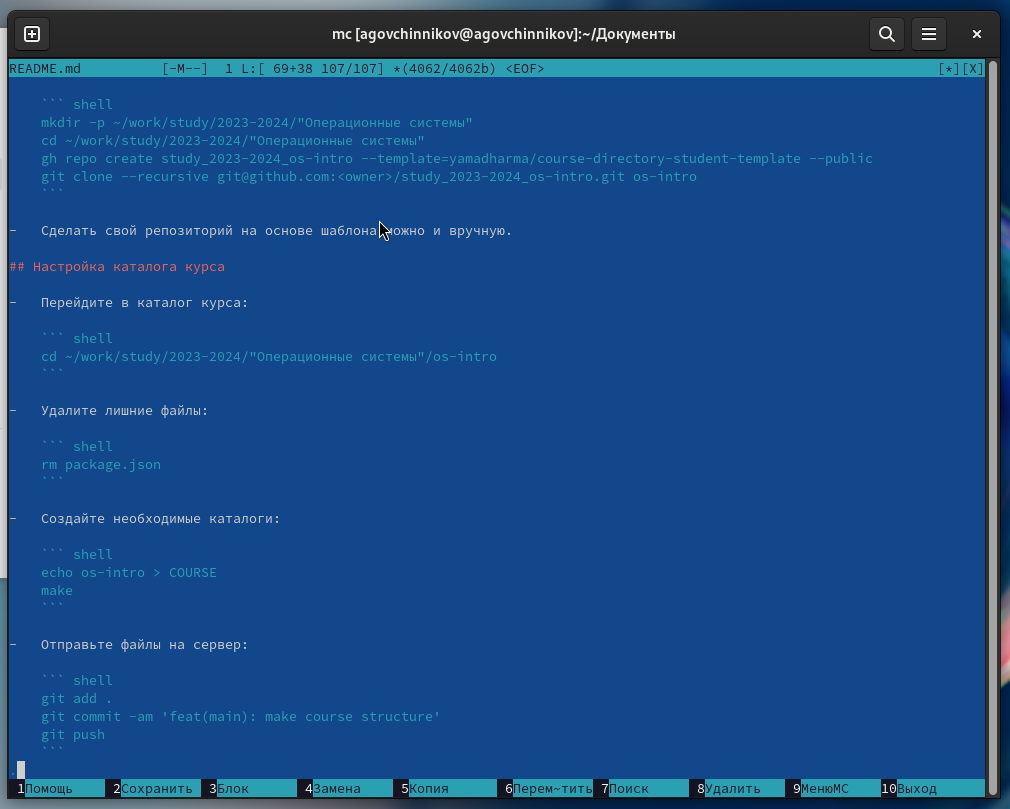 mc [agovchinnikov@agovchinnikov]:~/Документы
README.md [-M--] 1 L:[ 69+38 107/107] *(4062/4062b) <EOF> [*][X]
``` shell
mkdir -p ~/work/study/2023-2024/"Операционные системы"
cd ~/work/study/2023-2024/"Операционные системы"
gh repo create study_2023-2024_os-intro --template=yamadharma/course-directory-student-template --public
git clone --recursive git@github.com:<owner>/study_2023-2024_os-intro.git os-intro
```
- Сделать свой репозиторий на основе шаблона можно и вручную.
## Настройка каталога курса
- Перейдите в каталог курса:
``` shell
cd ~/work/study/2023-2024/"Операционные системы"/os-intro
```
- Удалите лишние файлы:
``` shell
rm package.json
```
- Создайте необходимые каталоги:
``` shell
echo os-intro > COURSE
make
```
- Отправьте файлы на сервер:
``` shell
git add .
git commit -am 'feat(main): make course structure'
git push
```
1Помощь 2Сохранить 3Блок 4Замена 5Копия 6Перем~тить 7Поиск 8Удалить 9МенюMC 10Выход